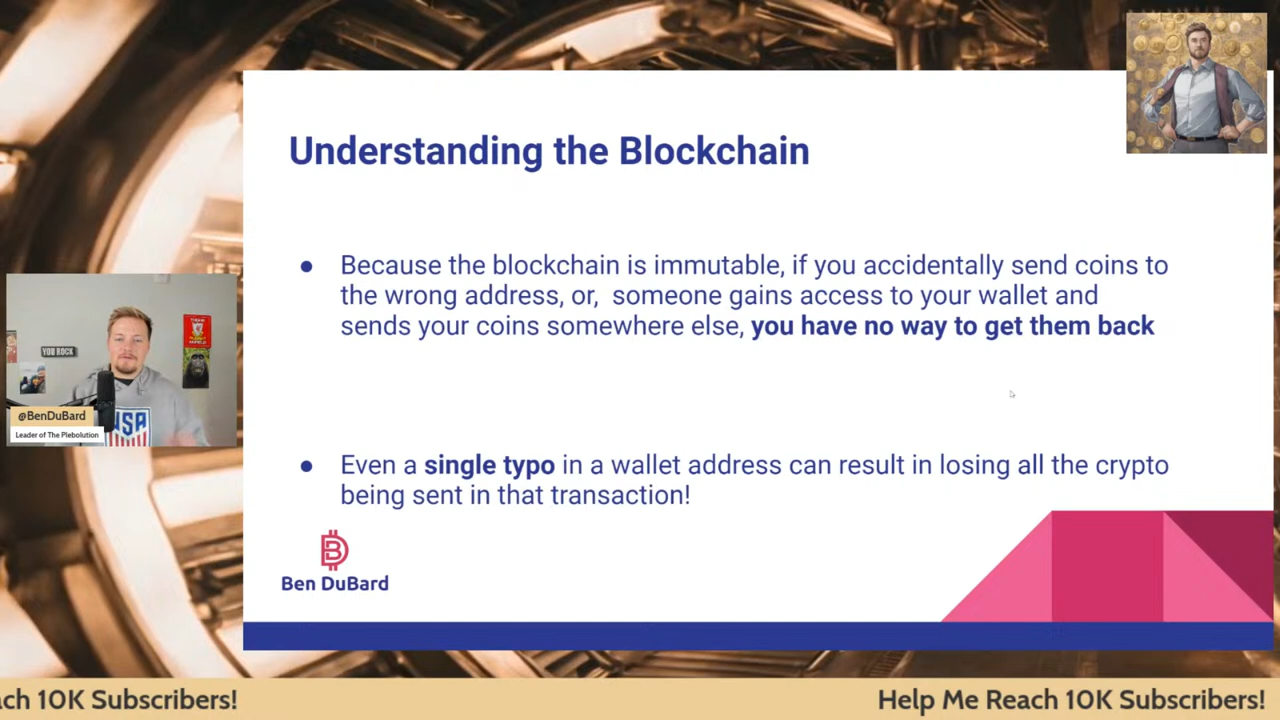 Understanding the Blockchain
● Because the blockchain is immutable, if you accidentally send coins to
the wrong address, or, someone gains access to your wallet and
sends your coins somewhere else, you have no way to get them back
● Even a single typo in a wallet address can result in losing all the crypto
being sent in that transaction!
Ben DuBard
YOU ROCK
USA
@BenDuBard
Leader of The Plebolution
ach 10K Subscribers!
Help Me Reach 10K Subscribers!